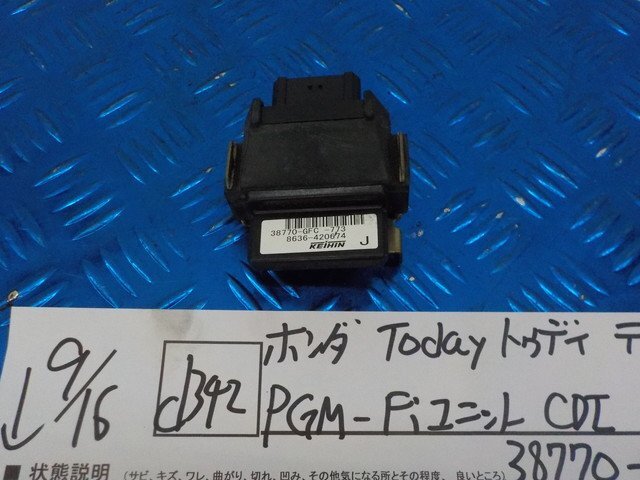 38770-GFC -773
8636-420674
KEIHIN J
↓ 9/16
d342
ホンダ Today トゥディ デ
PGM-Fiユニット CDI
38770-
■ 状態説明 (サビ、キズ、ワレ、曲がり、切れ、凹み、その他気になる所とその程度、良いところ)